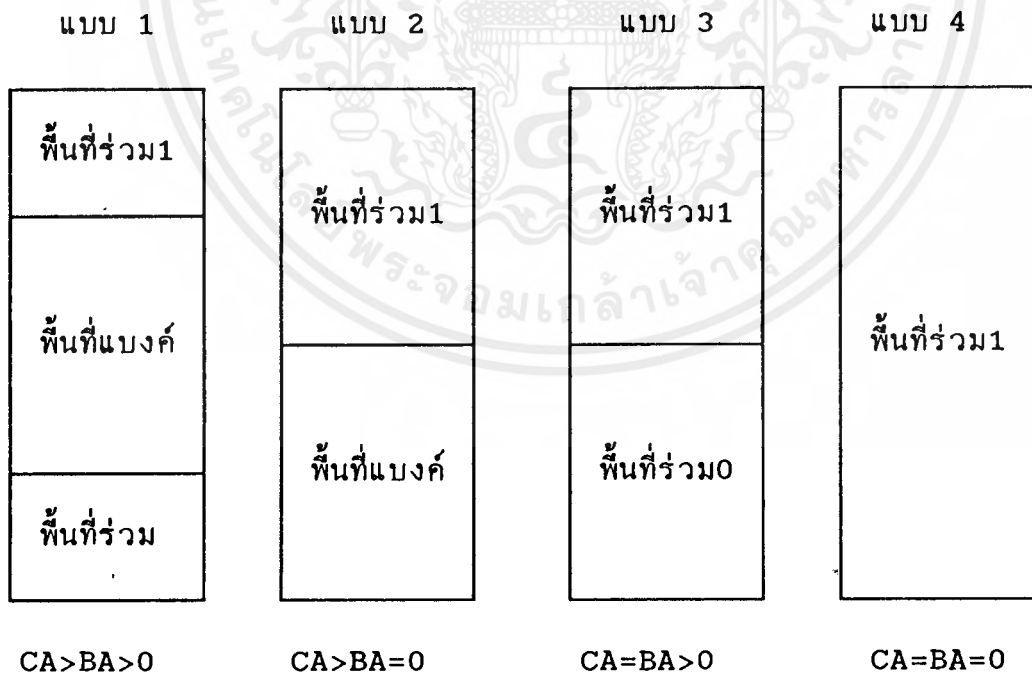 แบบ 1
แบบ 2
แบบ 3
แบบ 4
พื้นที่ร่วม1
พื้นที่แบงค์
พื้นที่ร่วม
พื้นที่ร่วม1
พื้นที่แบงค์
พื้นที่ร่วม1
พื้นที่ร่วม0
พื้นที่ร่วม1
CA>BA>0
CA>BA=0
CA=BA>0
CA=BA=0